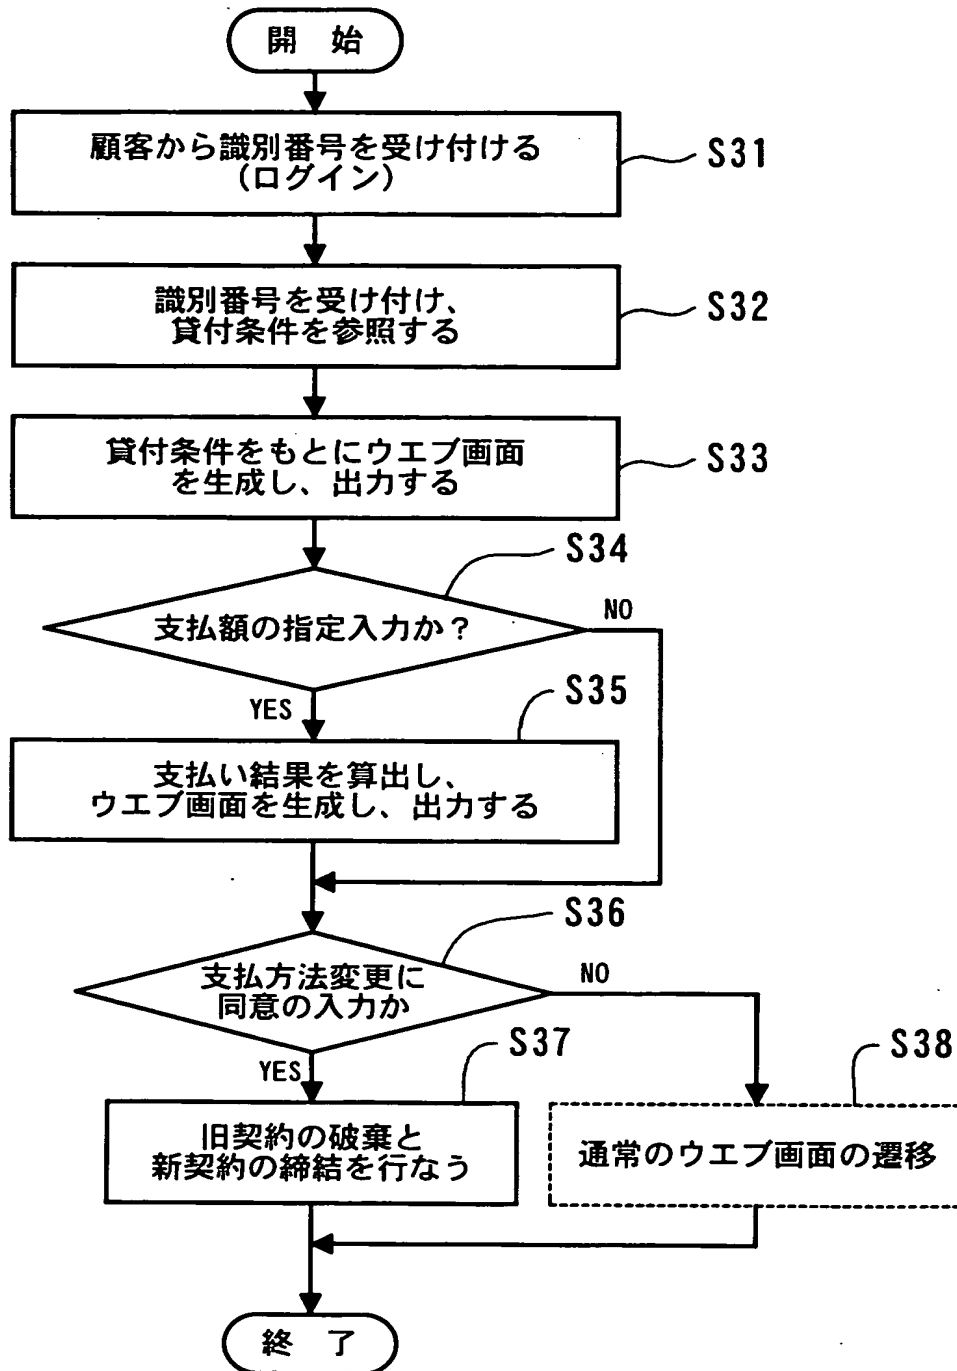 開 始
顧客から識別番号を受け付ける
(ログイン)
S31
識別番号を受け付け、
貸付条件を参照する
S32
貸付条件をもとにウエブ画面
を生成し、出力する
S33
S34
支払額の指定入力か?
NO
YES
S35
支払い結果を算出し、
ウエブ画面を生成し、出力する
S36
支払方法変更に
同意の入力か
NO
YES
S37
旧契約の破棄と
新契約の締結を行なう
S38
通常のウエブ画面の遷移
終 了